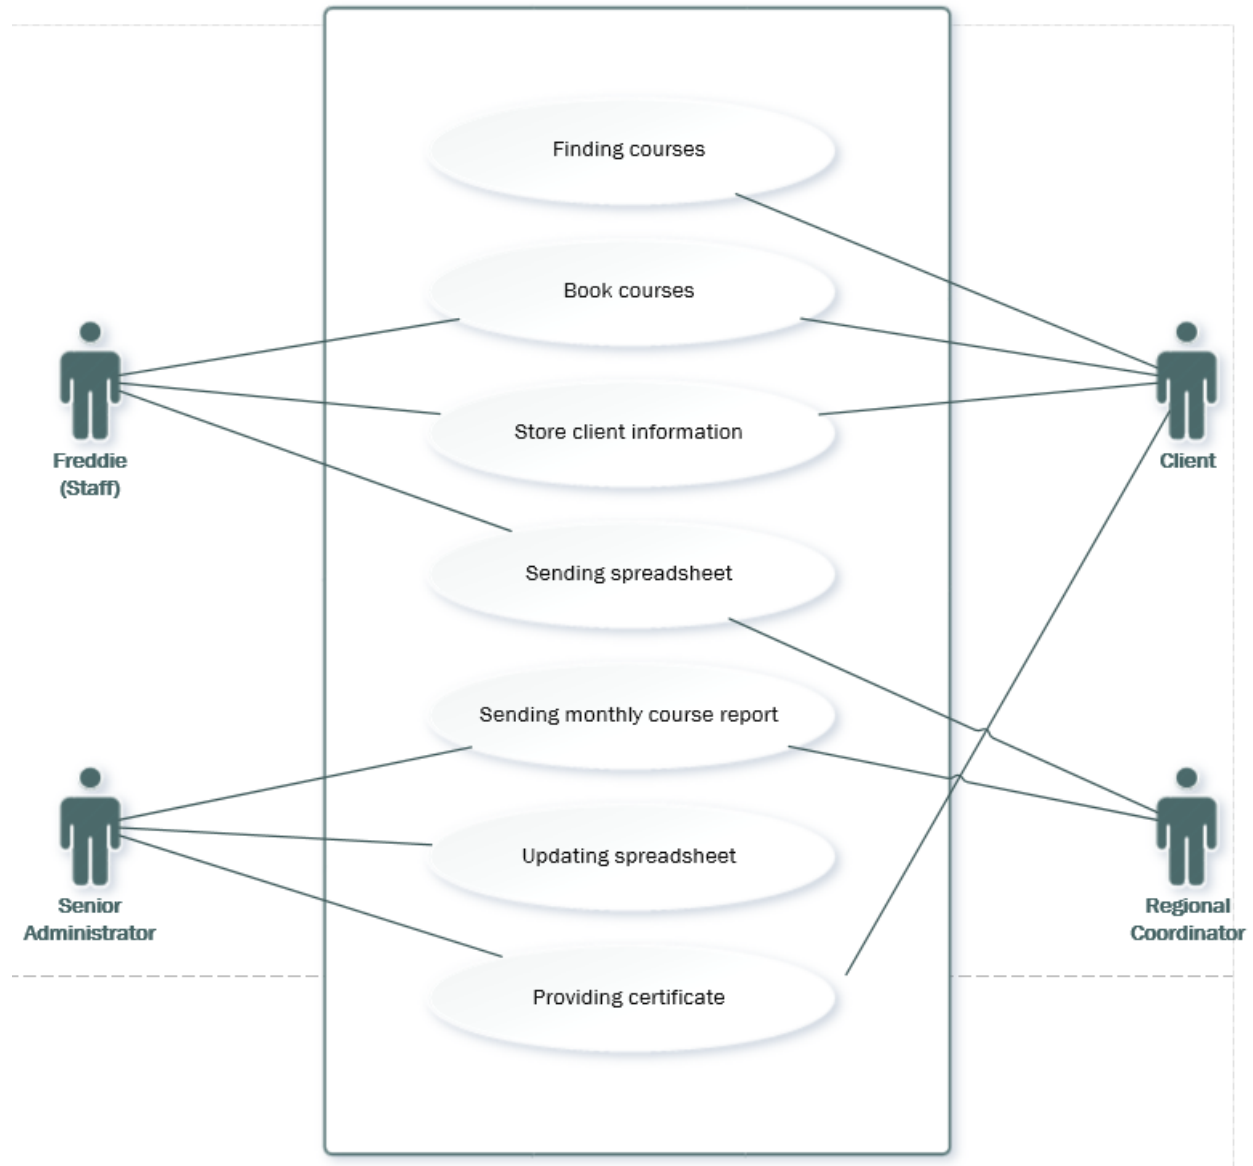 Finding courses
Book courses
Store client information
Freddie
(Staff)
Client
Sending spreadsheet
Sending monthly course report
Updating spreadsheet
Senior
Administrator
Regional
Coordinator
Providing certificate